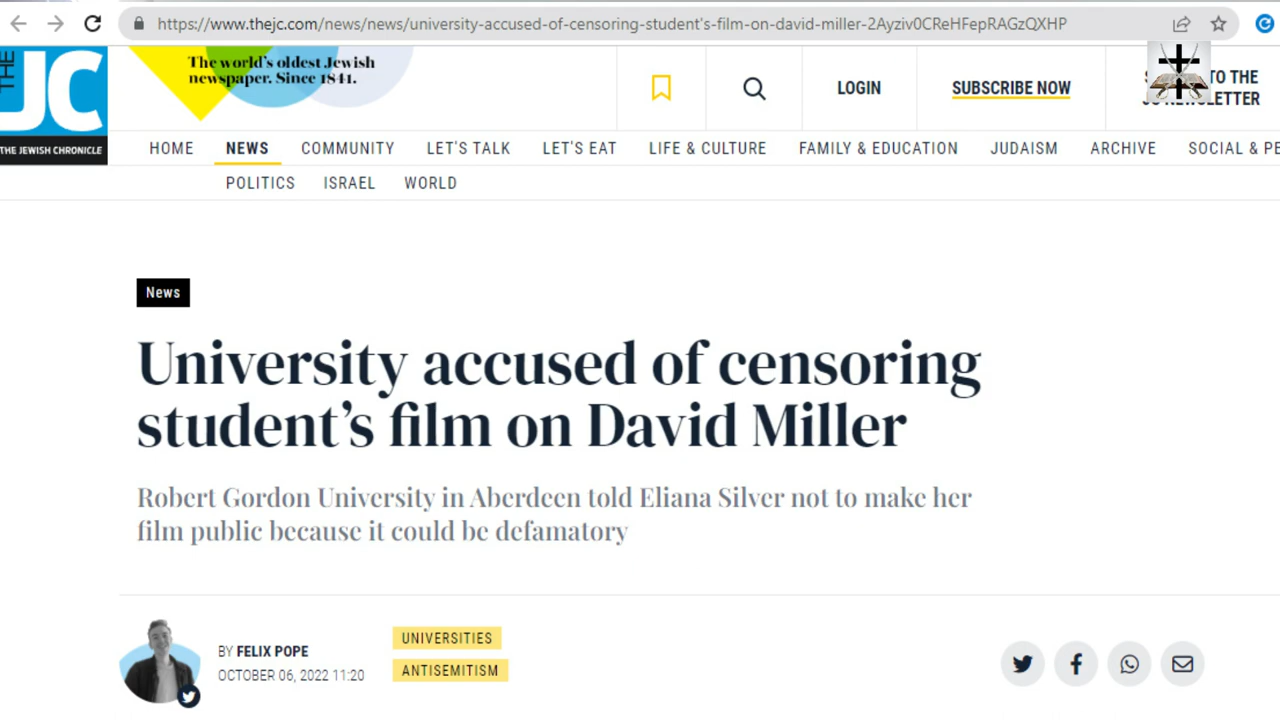 https://www.thejc.com/news/news/university-accused-of-censoring-student's-film-on-david-miller-2Ayziv0CReHFepRAGzQXHP
THE
JC
THE JEWISH CHRONICLE
The world's oldest Jewish
newspaper. Since 1841.
LOGIN
SUBSCRIBE NOW
TO THE
NEWSLETTER
HOME NEWS COMMUNITY LET'S TALK LET'S EAT LIFE & CULTURE FAMILY & EDUCATION JUDAISM ARCHIVE SOCIAL & PE
POLITICS ISRAEL WORLD
News
University accused of censoring
student’s film on David Miller
Robert Gordon University in Aberdeen told Eliana Silver not to make her
film public because it could be defamatory
BY FELIX POPE
OCTOBER 06, 2022 11:20
UNIVERSITIES
ANTISEMITISM